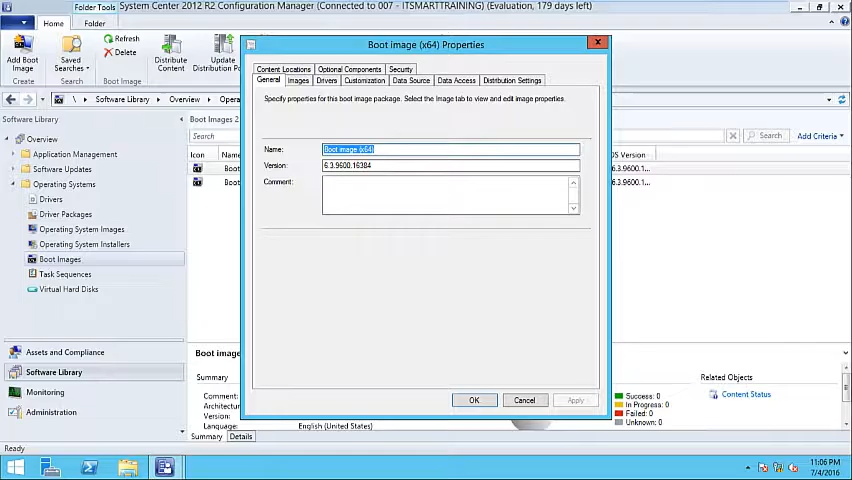 Folder Tools
System Center 2012 R2 Configuration Manager (Connected to 007 - ITSMARTTRAINING) (Evaluation, 179 days left)
Home
Folder
Add Boot
Image
Create
Saved
Searches
Search
Refresh
Delete
Boot Image
Distribute
Content
Update
Distribution Po
\ Software Library Overview Opera
Software Library
Overview
Application Management
Software Updates
Operating Systems
Drivers
Driver Packages
Operating System Images
Operating System Installers
Boot Images
Task Sequences
Virtual Hard Disks
Assets and Compliance
Software Library
Monitoring
Administration
Boot Images 2
Search
Search
Add Criteria
Icon
Name
OS Version
Boot
6.3.9600.1...
Boot
6.3.9600.1...
Boot image (x64) Properties
Content Locations
Optional Components
Security
General
Images
Drivers
Customization
Data Source
Data Access
Distribution Settings
Specify properties for this boot image package. Select the Image tab to view and edit image properties.
Name:
Boot image (x64)
Version:
6.3.9600.16384
Comment:
OK
Cancel
Apply
Boot image
Summary
Comment:
Architectur
Version:
Language:
English (United States)
Success: 0
In Progress: 0
Failed: 0
Unknown: 0
Related Objects
Content Status
Summary
Details
Ready
11:06 PM
7/4/2016